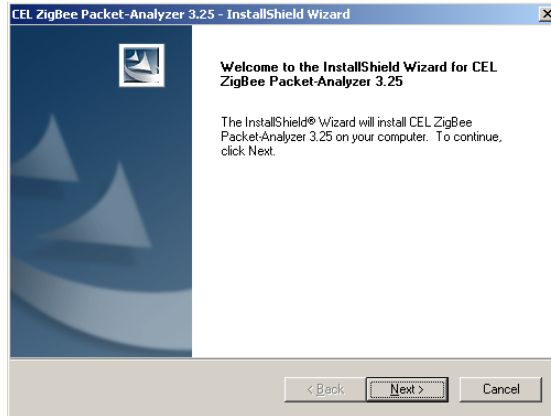 CEL ZigBee Packet-Analyzer 3.25 - InstallShield Wizard
Welcome to the InstallShield Wizard for CEL
ZigBee Packet-Analyzer 3.25
The InstallShield® Wizard will install CEL ZigBee
Packet-Analyzer 3.25 on your computer. To continue,
click Next.
< Back Next > Cancel